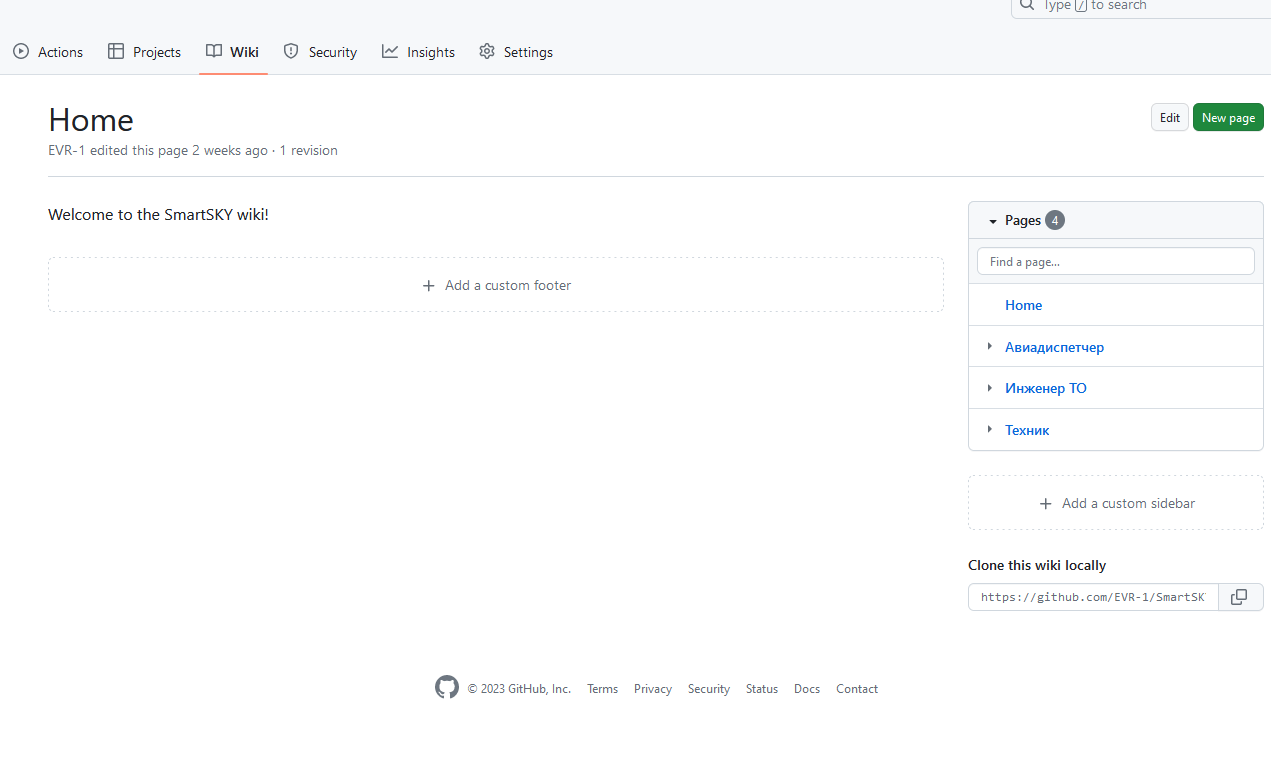 Type / to search
Actions Projects Wiki Security Insights Settings
Home
Edit New page
EVR-1 edited this page 2 weeks ago · 1 revision
Welcome to the SmartSKY wiki!
Add a custom footer
Pages 4
Find a page...
Home
Авиадиспетчер
Инженер ТО
Техник
Add a custom sidebar
Clone this wiki locally
https://github.com/EVR-1/SmartSK
© 2023 GitHub, Inc. Terms Privacy Security Status Docs Contact